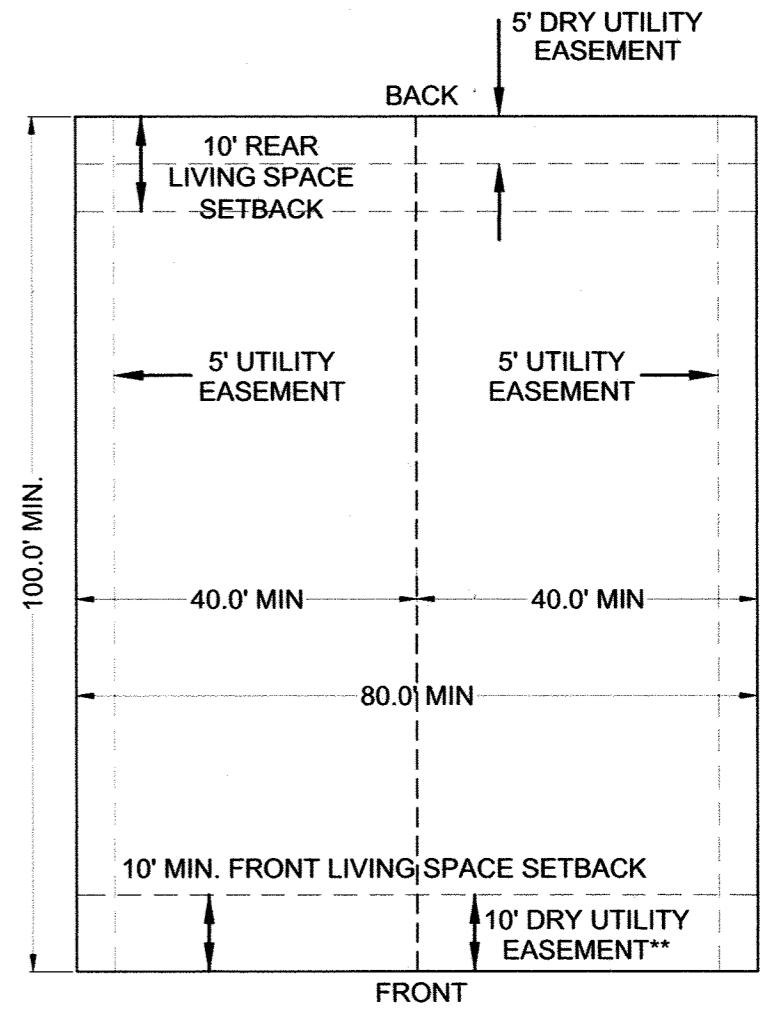 5' DRY UTILITY
EASEMENT
BACK
10' REAR
LIVING SPACE
SETBACK
5' UTILITY
EASEMENT
5' UTILITY
EASEMENT
100.0' MIN.
40.0' MIN
40.0' MIN
80.0' MIN
10' MIN. FRONT LIVING SPACE SETBACK
10' DRY UTILITY
EASEMENT**
FRONT